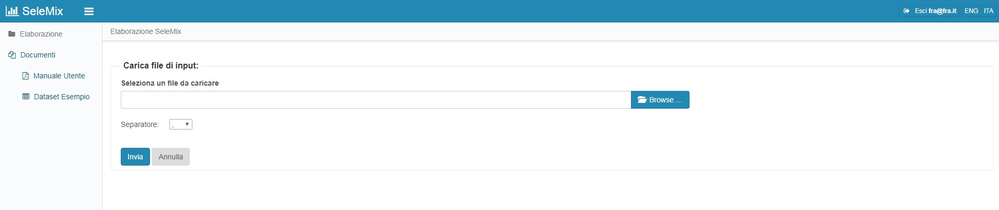 SeleMix
Esci fra@fra.it ENG ITA
Elaborazione
Documenti
Manuale Utente
Dataset Esempio
Elaborazione SeleMix
Carica file di input:
Seleziona un file da caricare
Browse ...
Separatore: ,
Invia Annulla